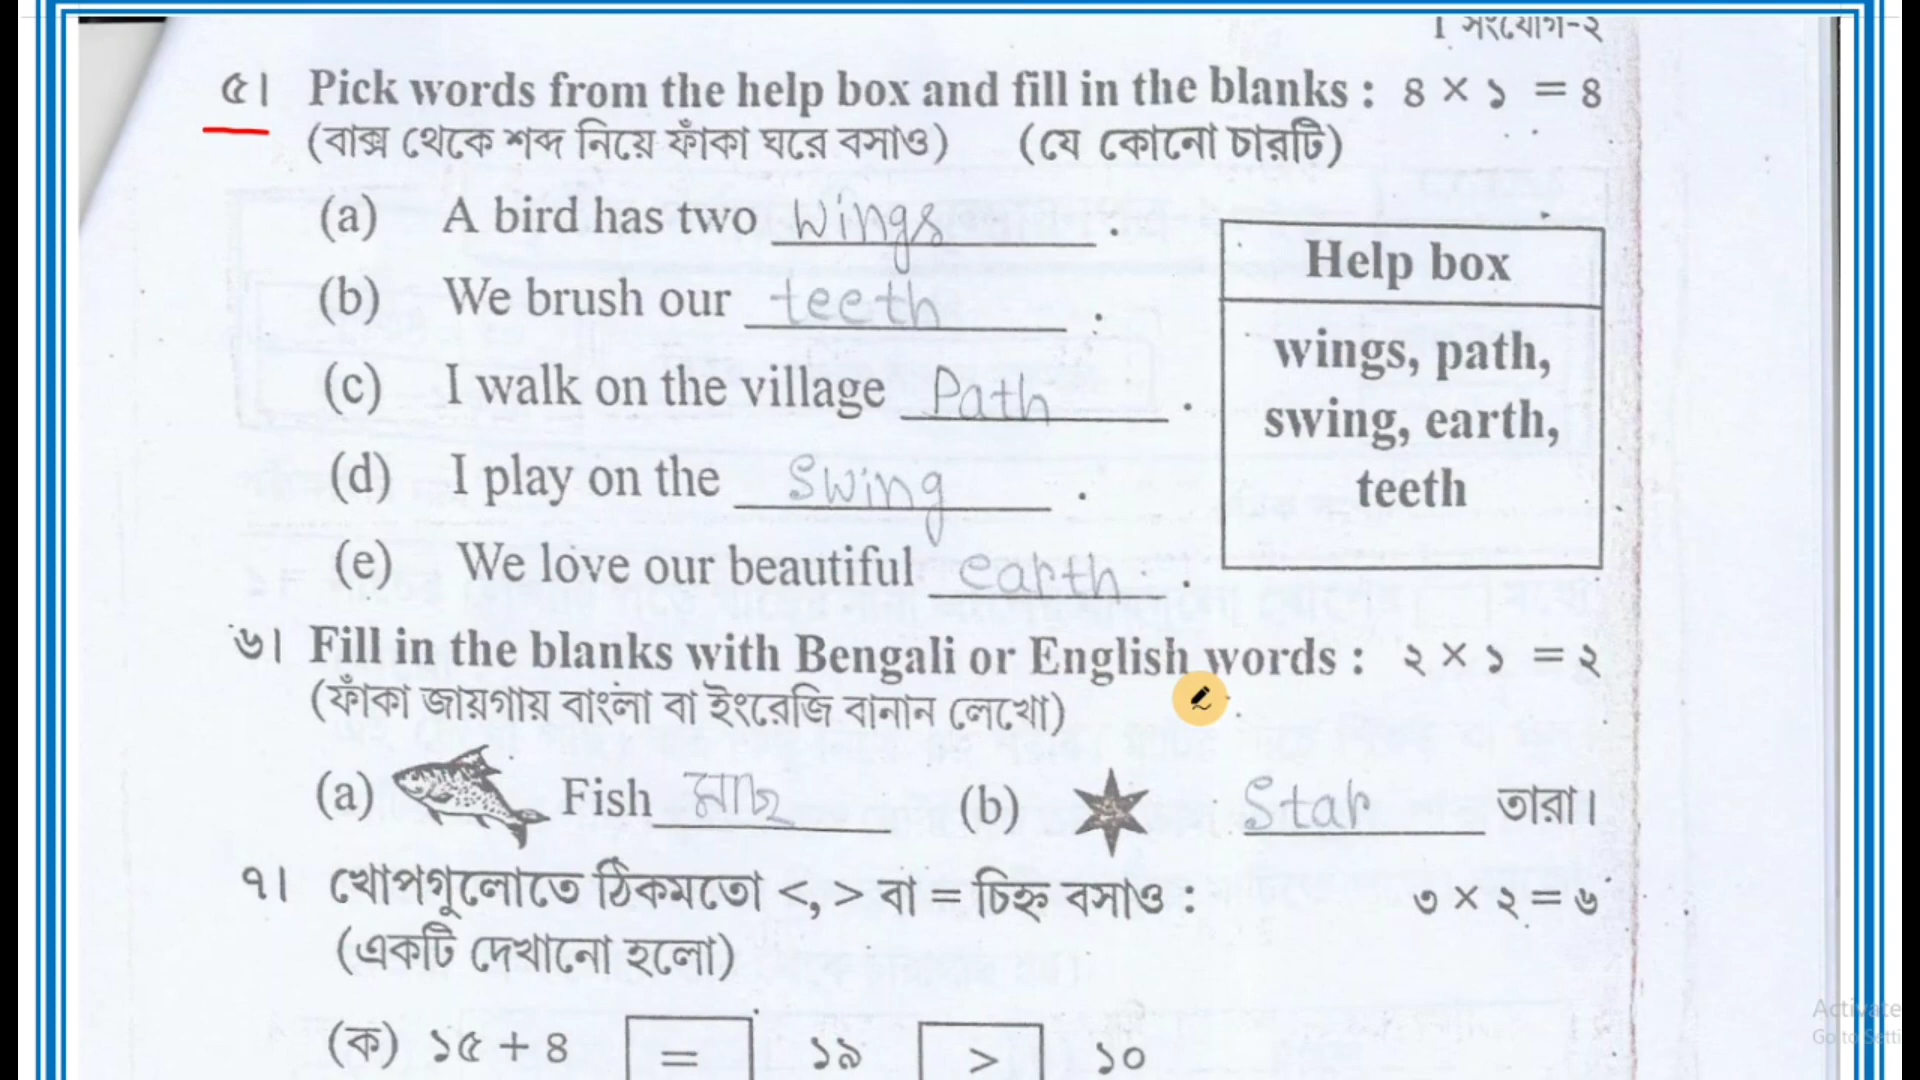 । সংযোগ-২
৫। Pick words from the help box and fill in the blanks : ৪ × ১ = ৪
(বাক্স থেকে শব্দ নিয়ে ফাঁকা ঘরে বসাও) (যে কোনো চারটি)
(a) A bird has two wings .
(b) We brush our teeth .
(c) I walk on the village Path .
(d) I play on the Swing .
(e) We love our beautiful earth .
Help box
wings, path,
swing, earth,
teeth
৬। Fill in the blanks with Bengali or English words : ২ × ১ = ২
(ফাঁকা জায়গায় বাংলা বা ইংরেজি বানান লেখো)
(a) Fish মাছ (b) Star তারা।
৭। খোপগুলোতে ঠিকমতো <, > বা = চিহ্ন বসাও : ৩ × ২ = ৬
(একটি দেখানো হলো)
(ক) ১৫ + ৪ = ১৯ > ১০
Activate
Go to Setti